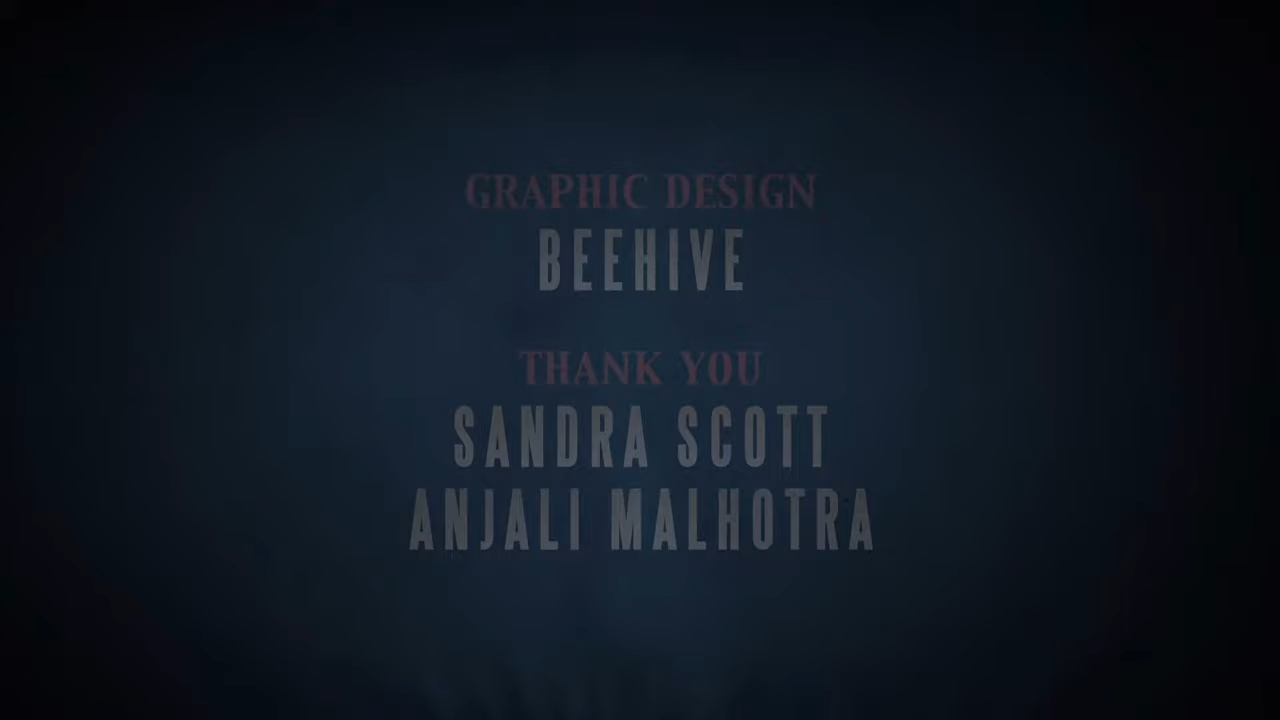 GRAPHIC DESIGN
BEEHIVE
THANK YOU
SANDRA SCOTT
ANJALI MALHOTRA